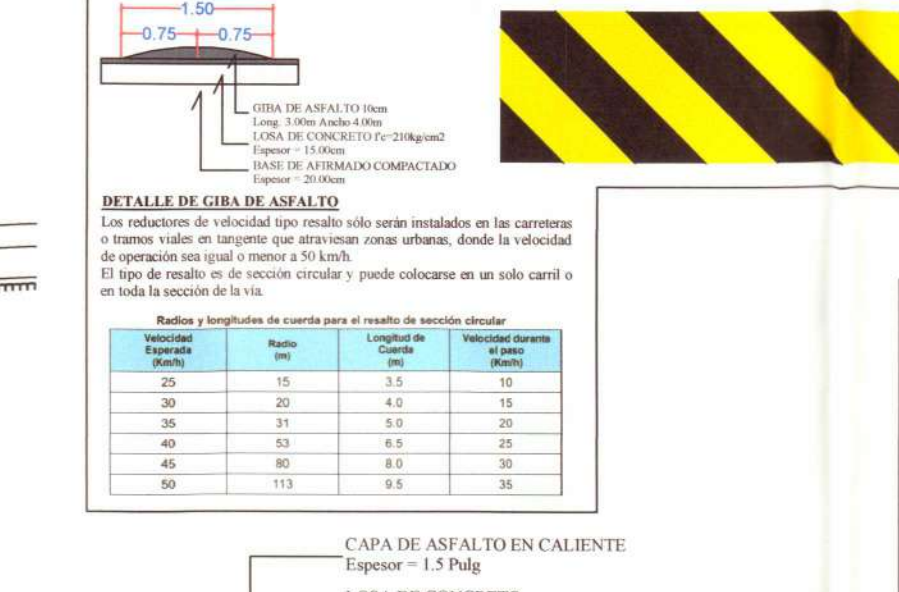 1.50
0.75 0.75
GIBA DE ASFALTO 10cm
Long. 3.00m Ancho 4.00m
LOSA DE CONCRETO f'c=210kg/cm2
Espesor = 15.00cm
BASE DE AFIRMADO COMPACTADO
Espesor = 20.00cm
DETALLE DE GIBA DE ASFALTO
Los reductores de velocidad tipo resalto sólo serán instalados en las carreteras
o tramos viales en tangente que atraviesan zonas urbanas, donde la velocidad
de operación sea igual o menor a 50 km/h.
El tipo de resalto es de sección circular y puede colocarse en un solo carril o
en toda la sección de la vía.
Radios y longitudes de cuerda para el resalto de sección circular
Velocidad Esperada (Km/h) Radio (m) Longitud de Cuerda (m) Velocidad durante el paso (Km/h)
25 15 3.5 10
30 20 4.0 15
35 31 5.0 20
40 53 6.5 25
45 80 8.0 30
50 113 9.5 35
CAPA DE ASFALTO EN CALIENTE
Espesor = 1.5 Pulg
LOSA DE CONCRETO